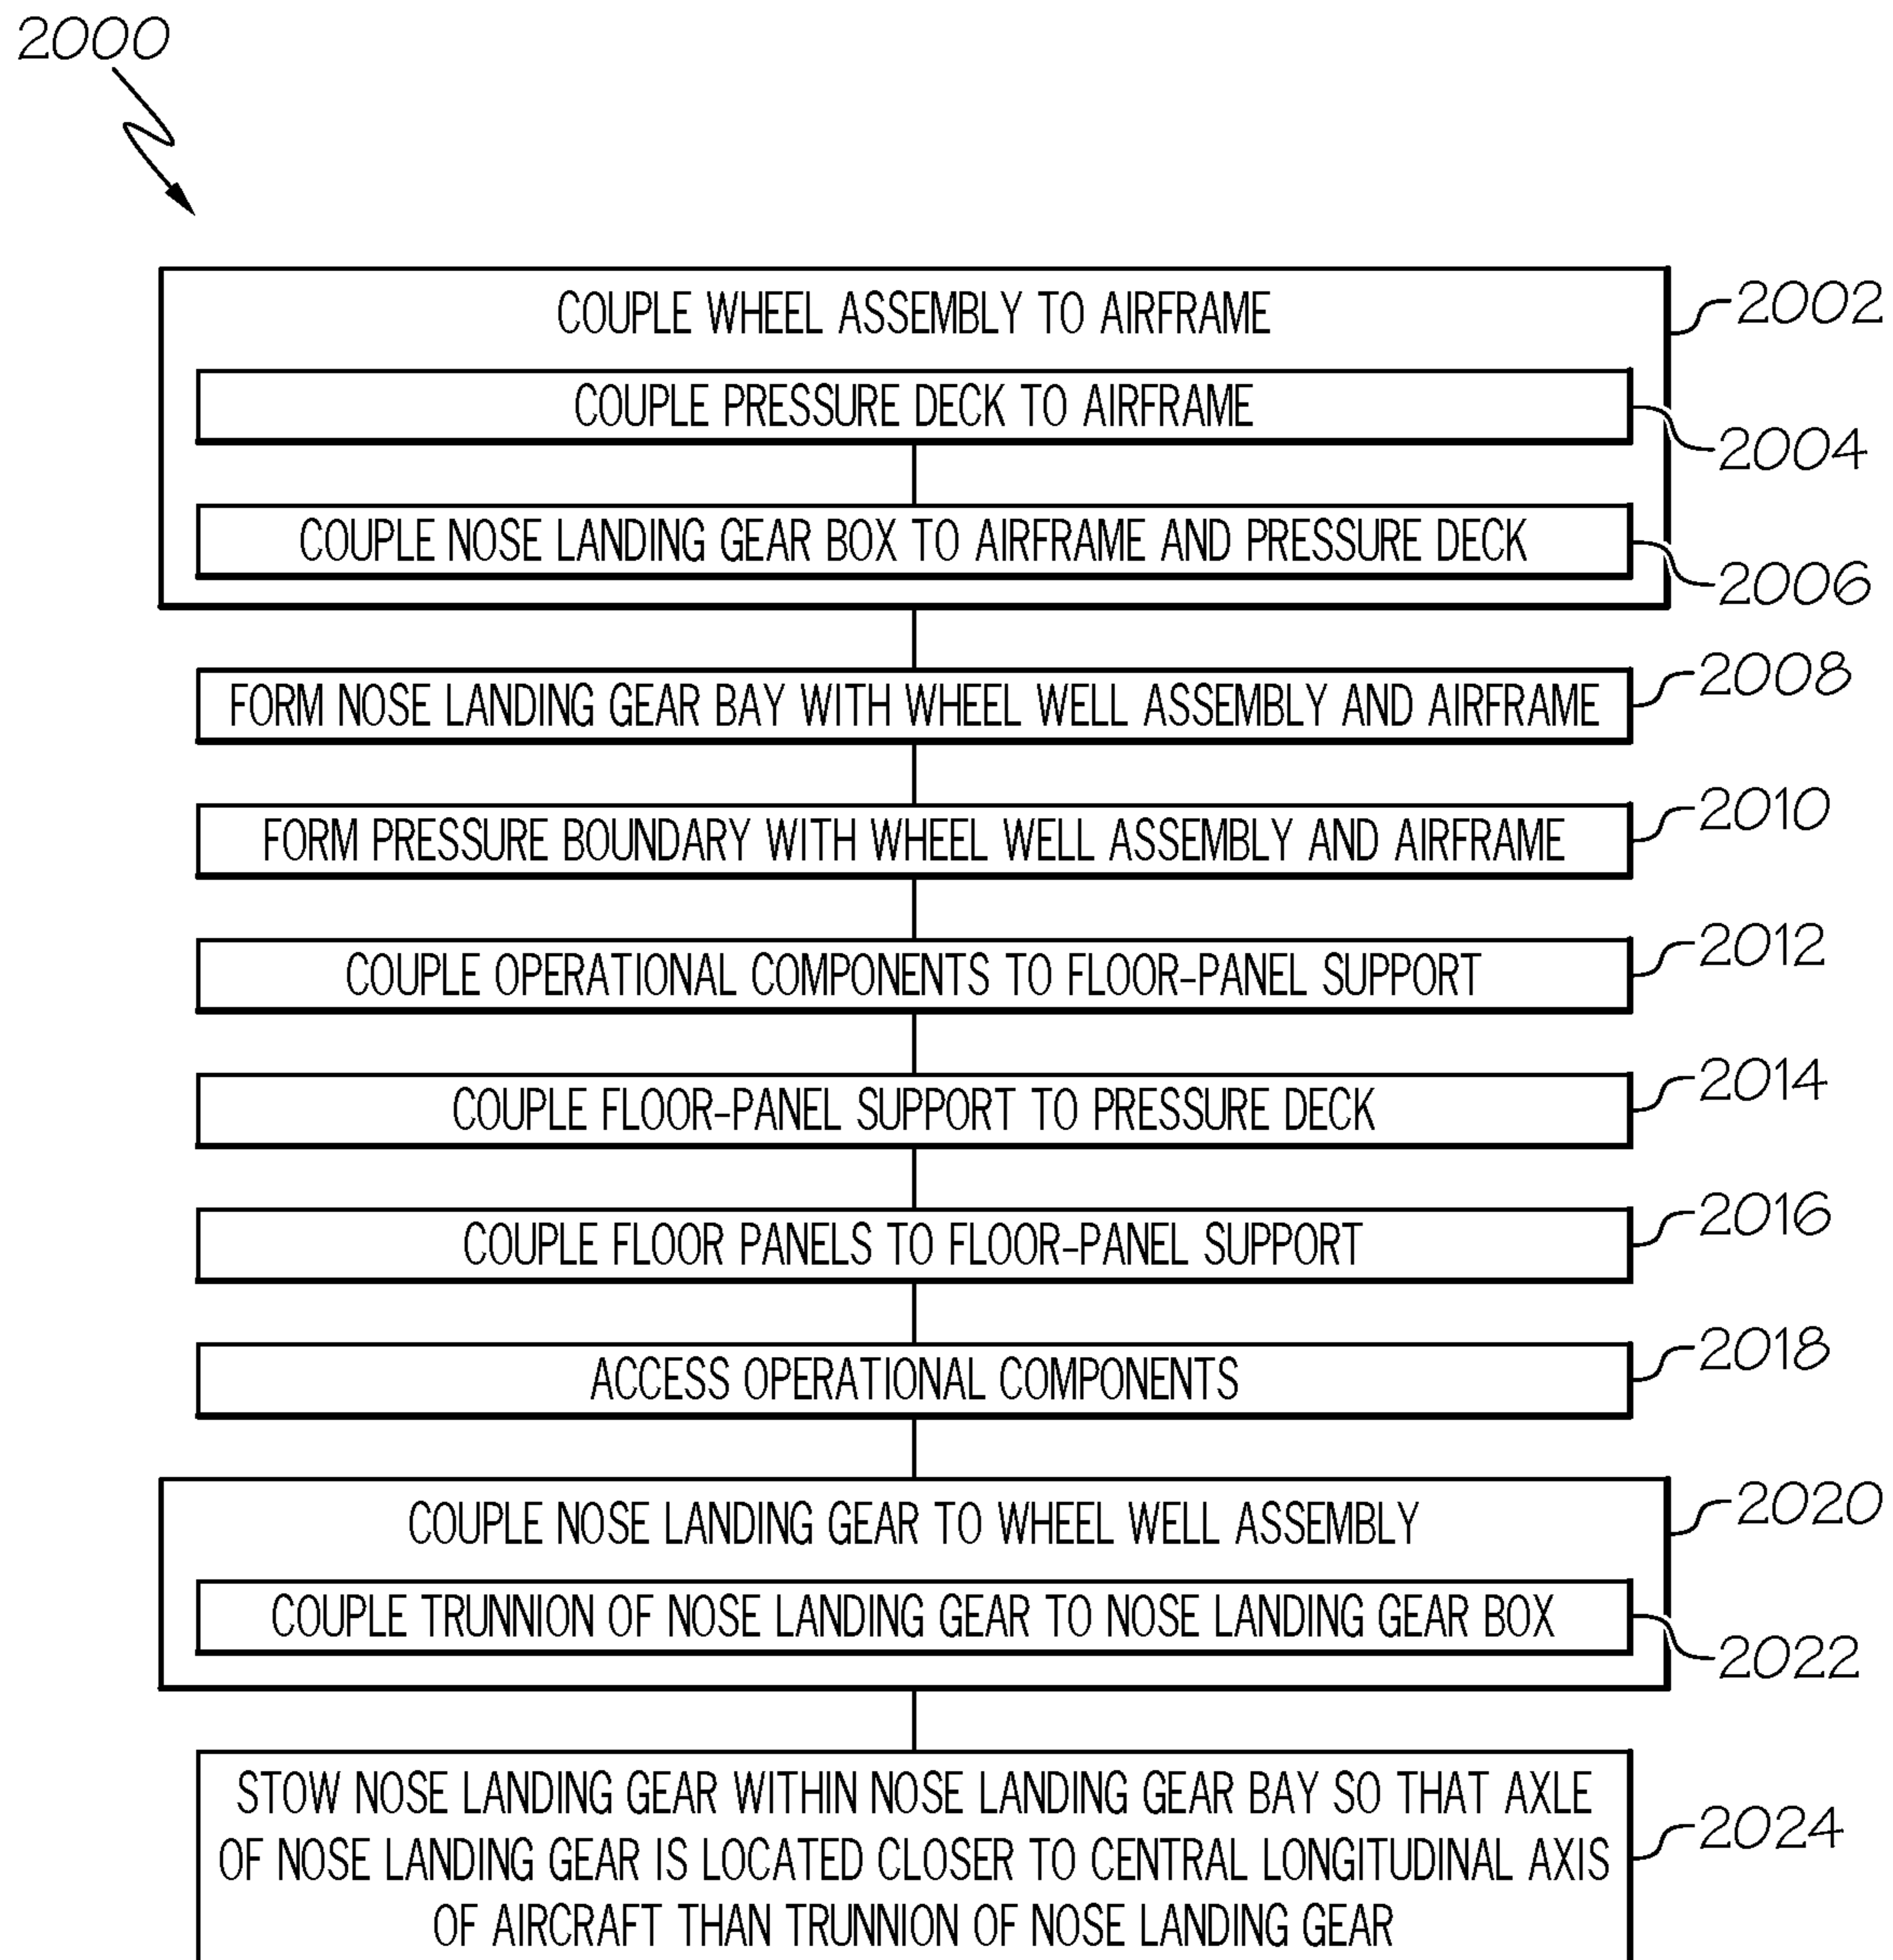 2000
COUPLE WHEEL ASSEMBLY TO AIRFRAME
2002
COUPLE PRESSURE DECK TO AIRFRAME
2004
COUPLE NOSE LANDING GEAR BOX TO AIRFRAME AND PRESSURE DECK
2006
FORM NOSE LANDING GEAR BAY WITH WHEEL WELL ASSEMBLY AND AIRFRAME
2008
FORM PRESSURE BOUNDARY WITH WHEEL WELL ASSEMBLY AND AIRFRAME
2010
COUPLE OPERATIONAL COMPONENTS TO FLOOR-PANEL SUPPORT
2012
COUPLE FLOOR-PANEL SUPPORT TO PRESSURE DECK
2014
COUPLE FLOOR PANELS TO FLOOR-PANEL SUPPORT
2016
ACCESS OPERATIONAL COMPONENTS
2018
COUPLE NOSE LANDING GEAR TO WHEEL WELL ASSEMBLY
2020
COUPLE TRUNNION OF NOSE LANDING GEAR TO NOSE LANDING GEAR BOX
2022
STOW NOSE LANDING GEAR WITHIN NOSE LANDING GEAR BAY SO THAT AXLE
OF NOSE LANDING GEAR IS LOCATED CLOSER TO CENTRAL LONGITUDINAL AXIS
OF AIRCRAFT THAN TRUNNION OF NOSE LANDING GEAR
2024